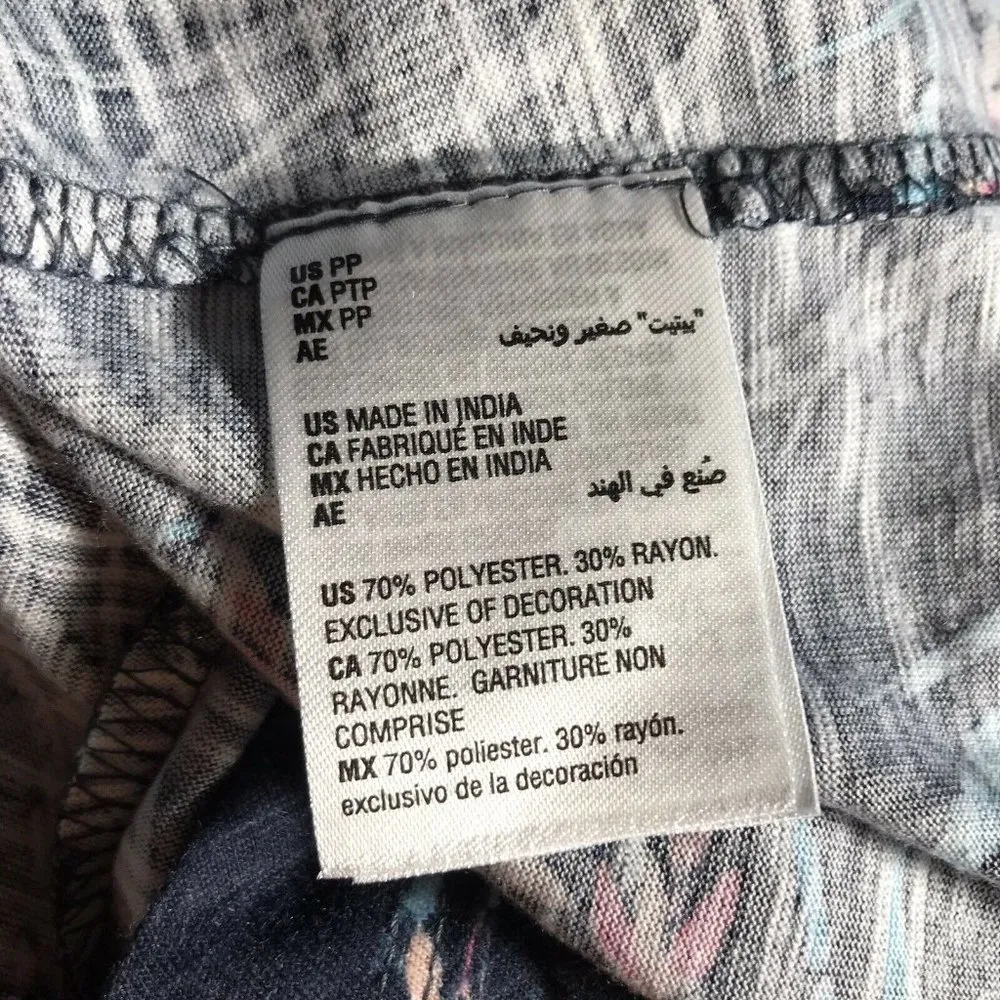 US PP
CA PTP
MX PP
AE "بيتيت" صغير ونحيف
US MADE IN INDIA
CA FABRIQUÉ EN INDE
MX HECHO EN INDIA
AE صُنع في الهند
US 70% POLYESTER. 30% RAYON.
EXCLUSIVE OF DECORATION
CA 70% POLYESTER. 30%
RAYONNE. GARNITURE NON
COMPRISE
MX 70% poliester. 30% rayón.
exclusivo de la decoración